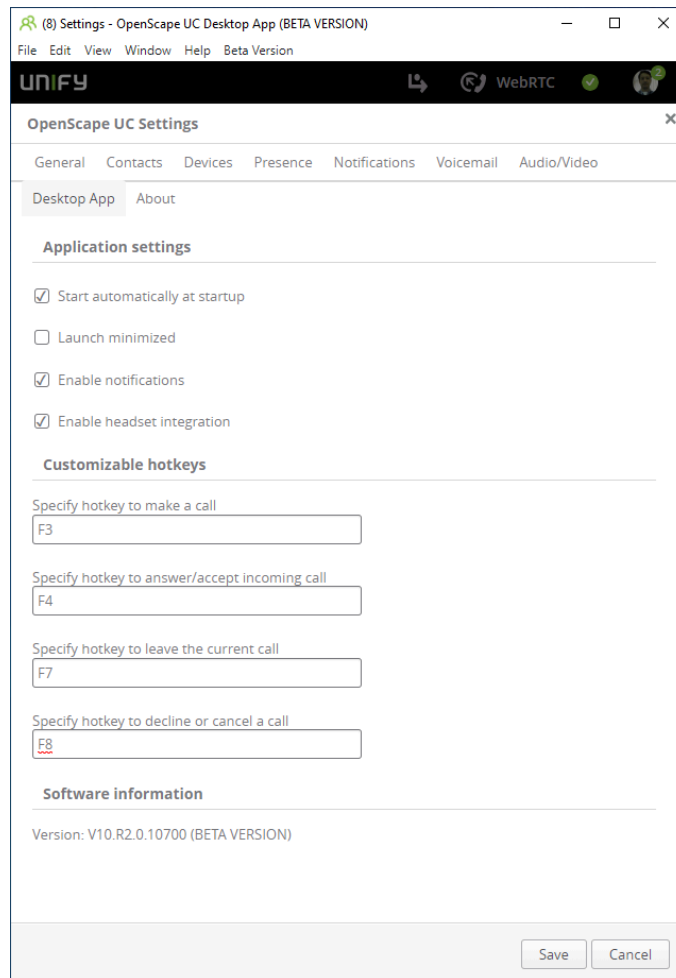 (8) Settings - OpenScape UC Desktop App (BETA VERSION)
File Edit View Window Help Beta Version
UNIFY WebRTC 2
OpenScape UC Settings
General Contacts Devices Presence Notifications Voicemail Audio/Video
Desktop App About
Application settings
Start automatically at startup
Launch minimized
Enable notifications
Enable headset integration
Customizable hotkeys
Specify hotkey to make a call
F3
Specify hotkey to answer/accept incoming call
F4
Specify hotkey to leave the current call
F7
Specify hotkey to decline or cancel a call
F8
Software information
Version: V10.R2.0.10700 (BETA VERSION)
Save Cancel